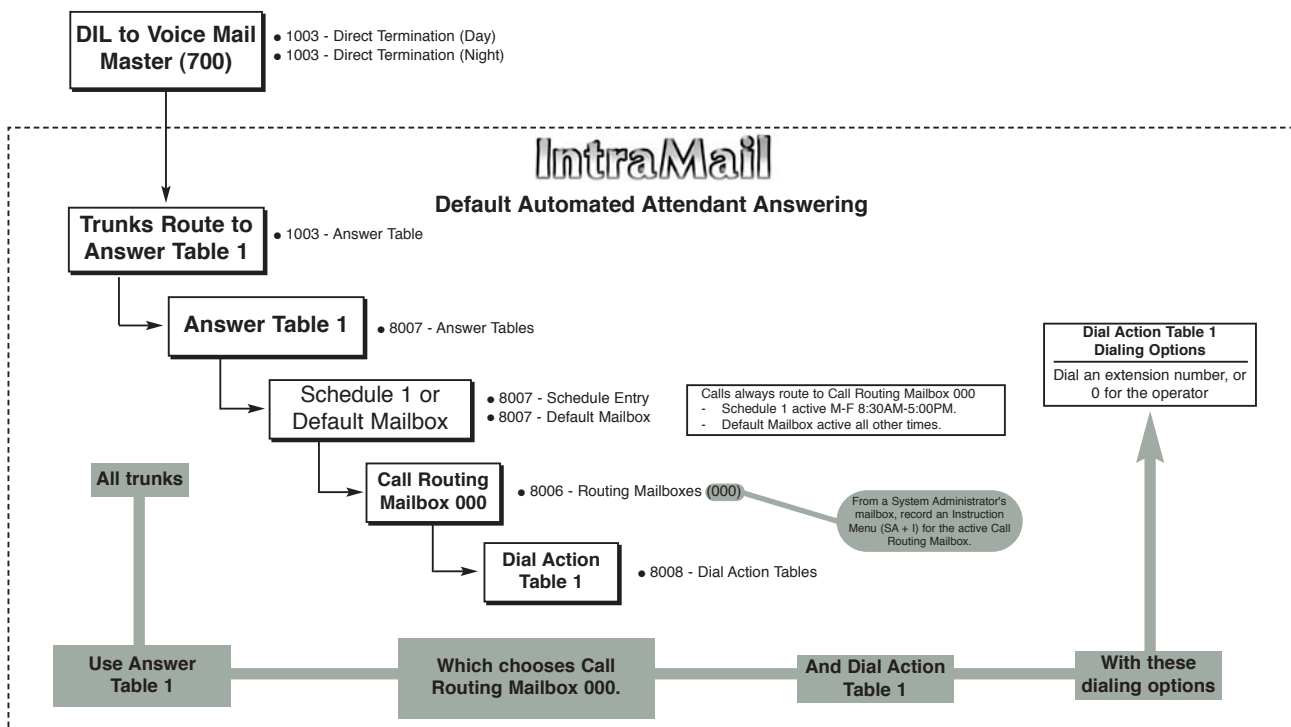 DIL to Voice Mail
Master (700)
● 1003 - Direct Termination (Day)
● 1003 - Direct Termination (Night)
IntraMail
Default Automated Attendant Answering
Trunks Route to
Answer Table 1
● 1003 - Answer Table
Answer Table 1
● 8007 - Answer Tables
Schedule 1 or
Default Mailbox
● 8007 - Schedule Entry
● 8007 - Default Mailbox
Calls always route to Call Routing Mailbox 000
- Schedule 1 active M-F 8:30AM-5:00PM.
- Default Mailbox active all other times.
Dial Action Table 1
Dialing Options
Dial an extension number, or
0 for the operator
Call Routing
Mailbox 000
● 8006 - Routing Mailboxes (000)
From a System Administrator's
mailbox, record an Instruction
Menu (SA + I) for the active Call
Routing Mailbox.
Dial Action
Table 1
● 8008 - Dial Action Tables
All trunks
Use Answer
Table 1
Which chooses Call
Routing Mailbox 000.
And Dial Action
Table 1
With these
dialing options